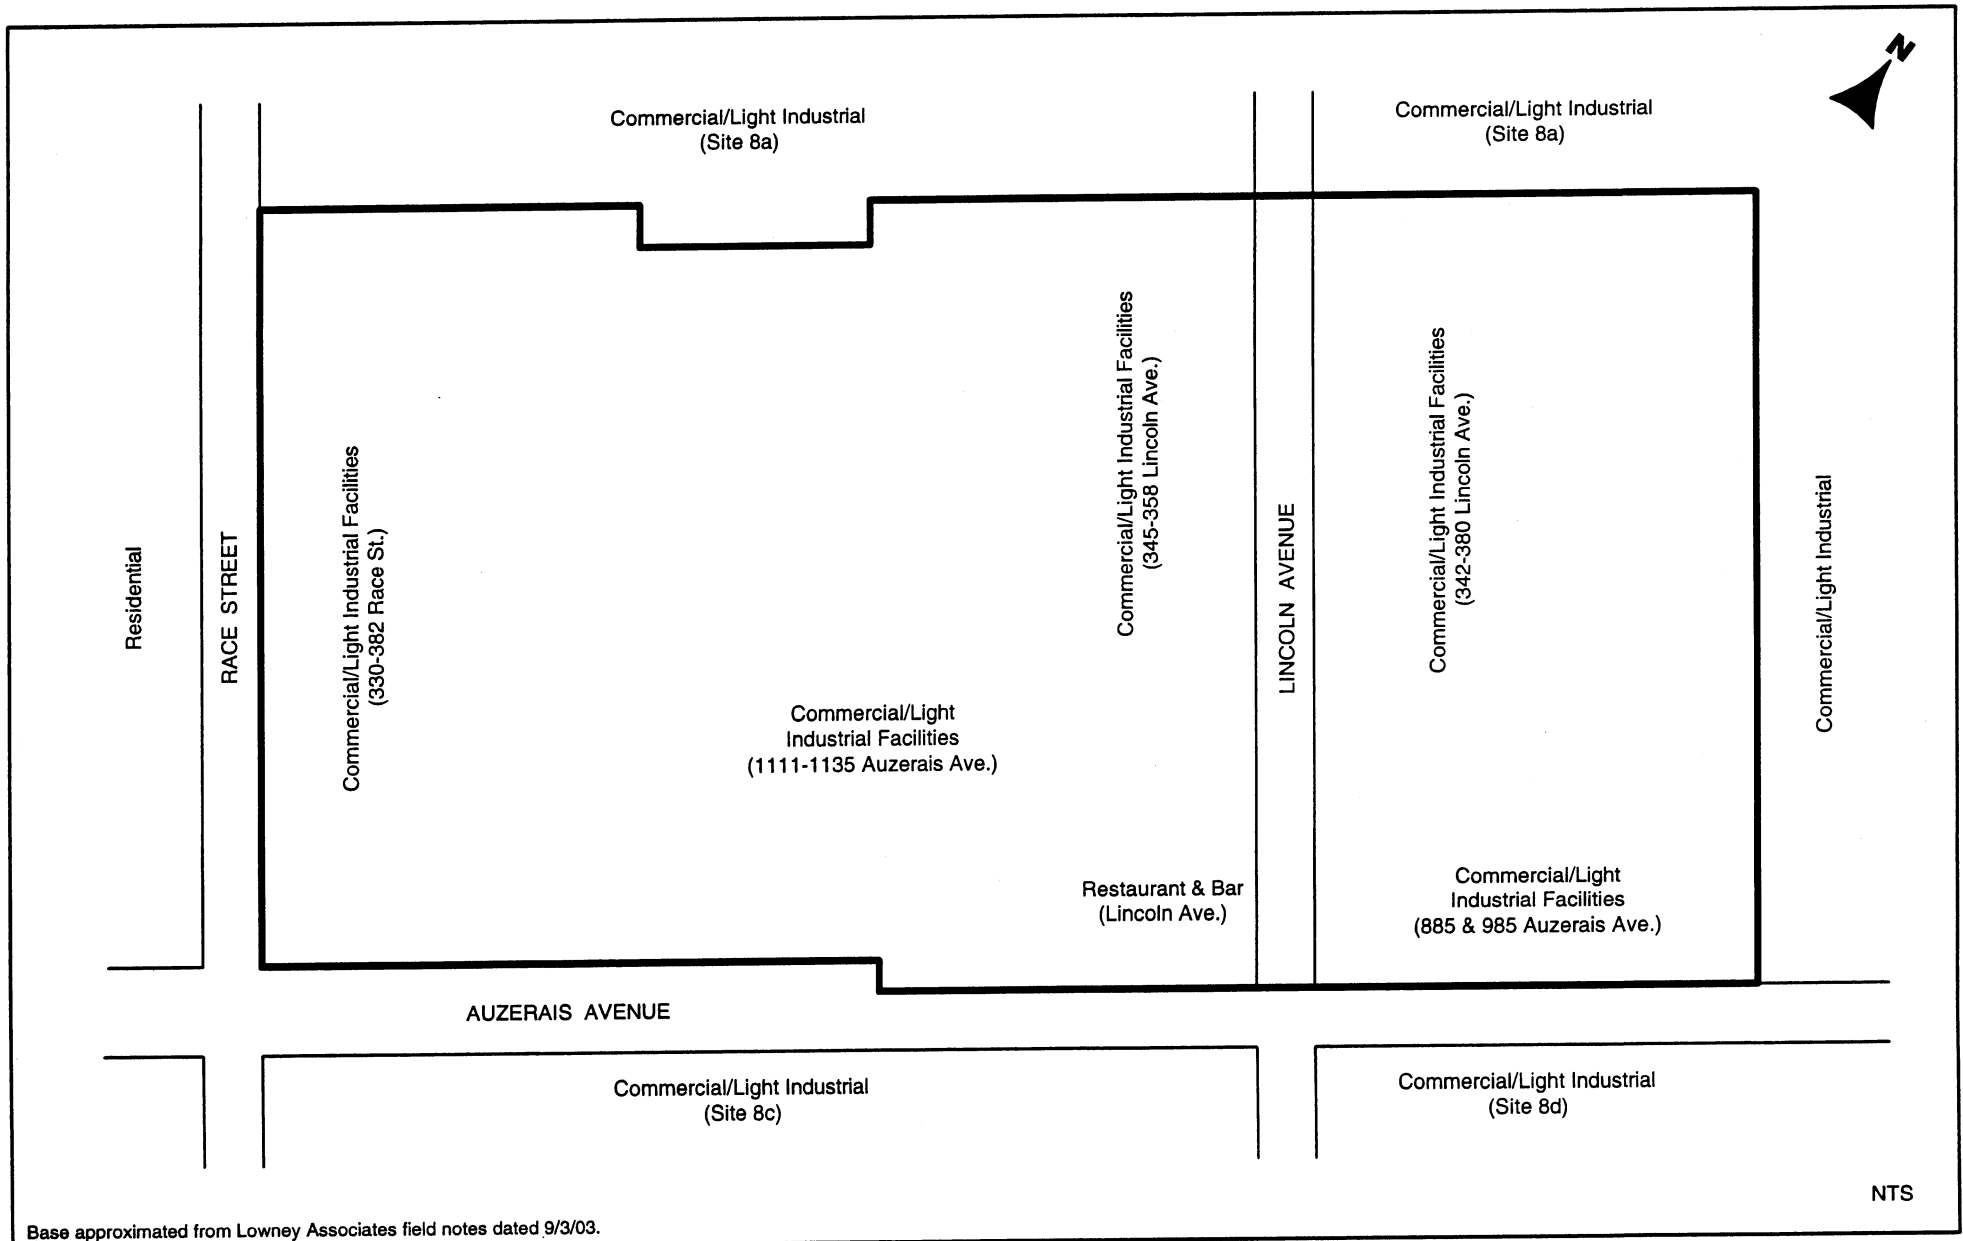 N
Commercial/Light Industrial
(Site 8a)
Commercial/Light Industrial
(Site 8a)
Residential
RACE STREET
Commercial/Light Industrial Facilities
(330-382 Race St.)
Commercial/Light
Industrial Facilities
(1111-1135 Auzerais Ave.)
Commercial/Light Industrial Facilities
(345-358 Lincoln Ave.)
LINCOLN AVENUE
Commercial/Light Industrial Facilities
(342-380 Lincoln Ave.)
Commercial/Light Industrial
Restaurant & Bar
(Lincoln Ave.)
Commercial/Light
Industrial Facilities
(885 & 985 Auzerais Ave.)
AUZERAIS AVENUE
Commercial/Light Industrial
(Site 8c)
Commercial/Light Industrial
(Site 8d)
NTS
Base approximated from Lowney Associates field notes dated 9/3/03.